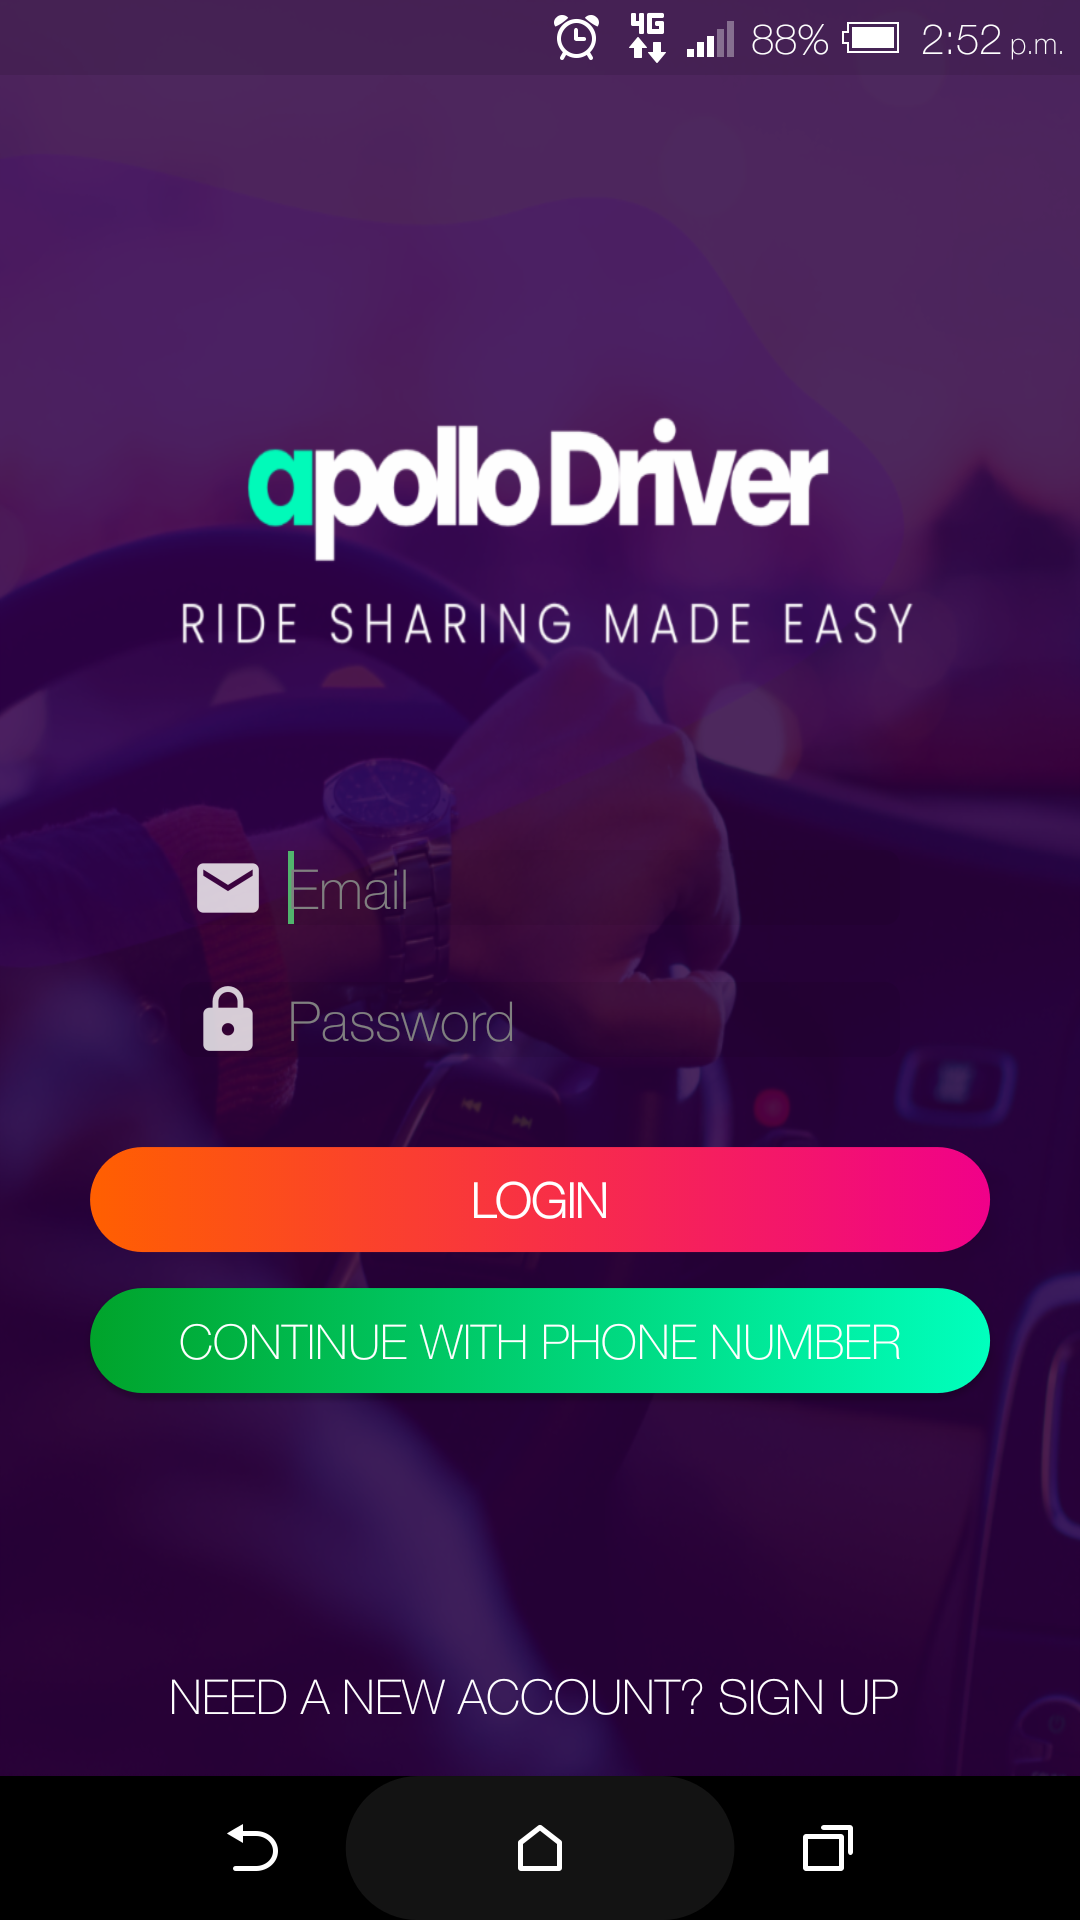 4G 88% 2:52 p.m.
apollo Driver
RIDE SHARING MADE EASY
Email
Password
LOGIN
CONTINUE WITH PHONE NUMBER
NEED A NEW ACCOUNT? SIGN UP